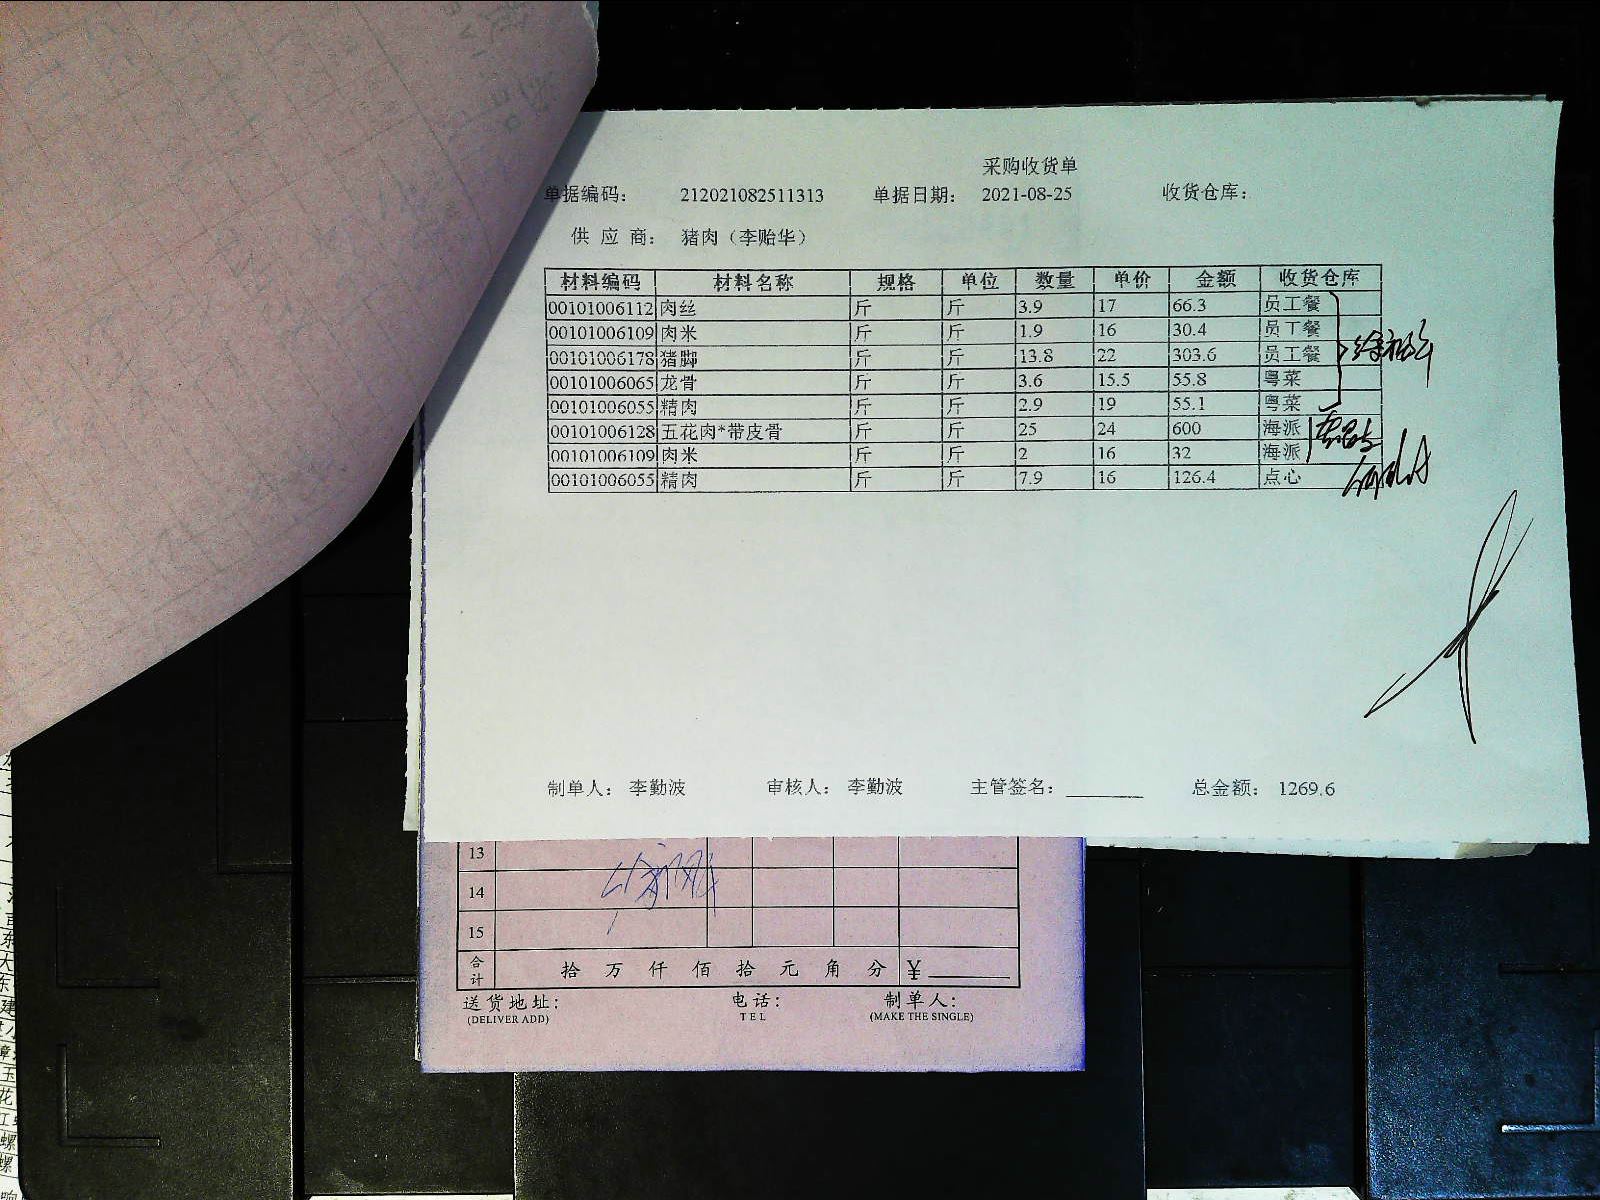 采购收货单
单据编码： 212021082511313 单据日期： 2021-08-25 收货仓库：
供 应 商： 猪肉（李贻华）
材料编码 材料名称 规格 单位 数量 单价 金额 收货仓库
00101006112 肉丝 斤 斤 3.9 17 66.3 员工餐
00101006109 肉米 斤 斤 1.9 16 30.4 员工餐
00101006178 猪脚 斤 斤 13.8 22 303.6 员工餐
00101006065 龙骨 斤 斤 3.6 15.5 55.8 粤菜
00101006055 精肉 斤 斤 2.9 19 55.1 粤菜
00101006128 五花肉*带皮骨 斤 斤 25 24 600 海派
00101006109 肉米 斤 斤 2 16 32 海派
00101006055 精肉 斤 斤 7.9 16 126.4 点心
制单人： 李勤波 审核人： 李勤波 主管签名： 总金额： 1269.6
13
14
15
合计 拾 万 仟 佰 拾 元 角 分 ¥
送货地址： 电话： 制单人：
(DELIVER ADD) TEL (MAKE THE SINGLE)